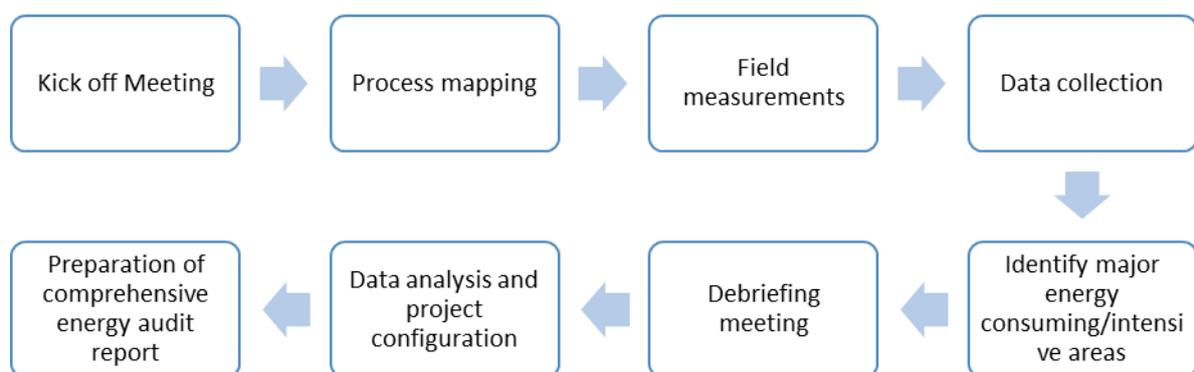 Kick off Meeting
Process mapping
Field
measurements
Data collection
Identify major
energy
consuming/intensi
ve areas
Debriefing
meeting
Data analysis and
project
configuration
Preparation of
comprehensive
energy audit
report